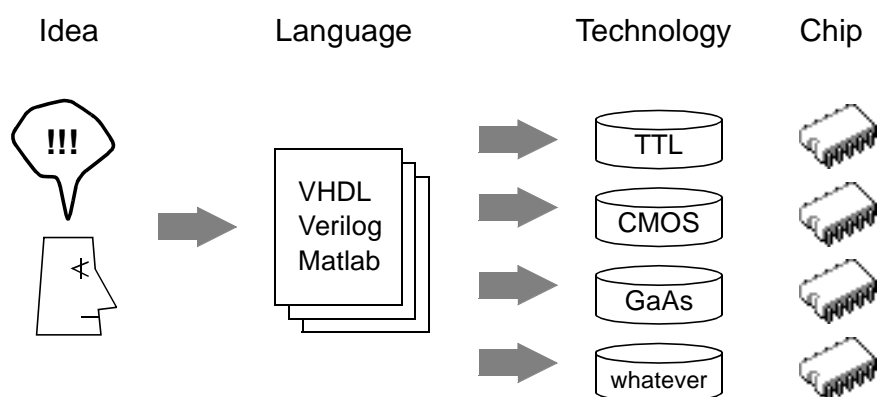 Idea Language Technology Chip
!!!
VHDL
Verilog
Matlab
TTL
CMOS
GaAs
whatever